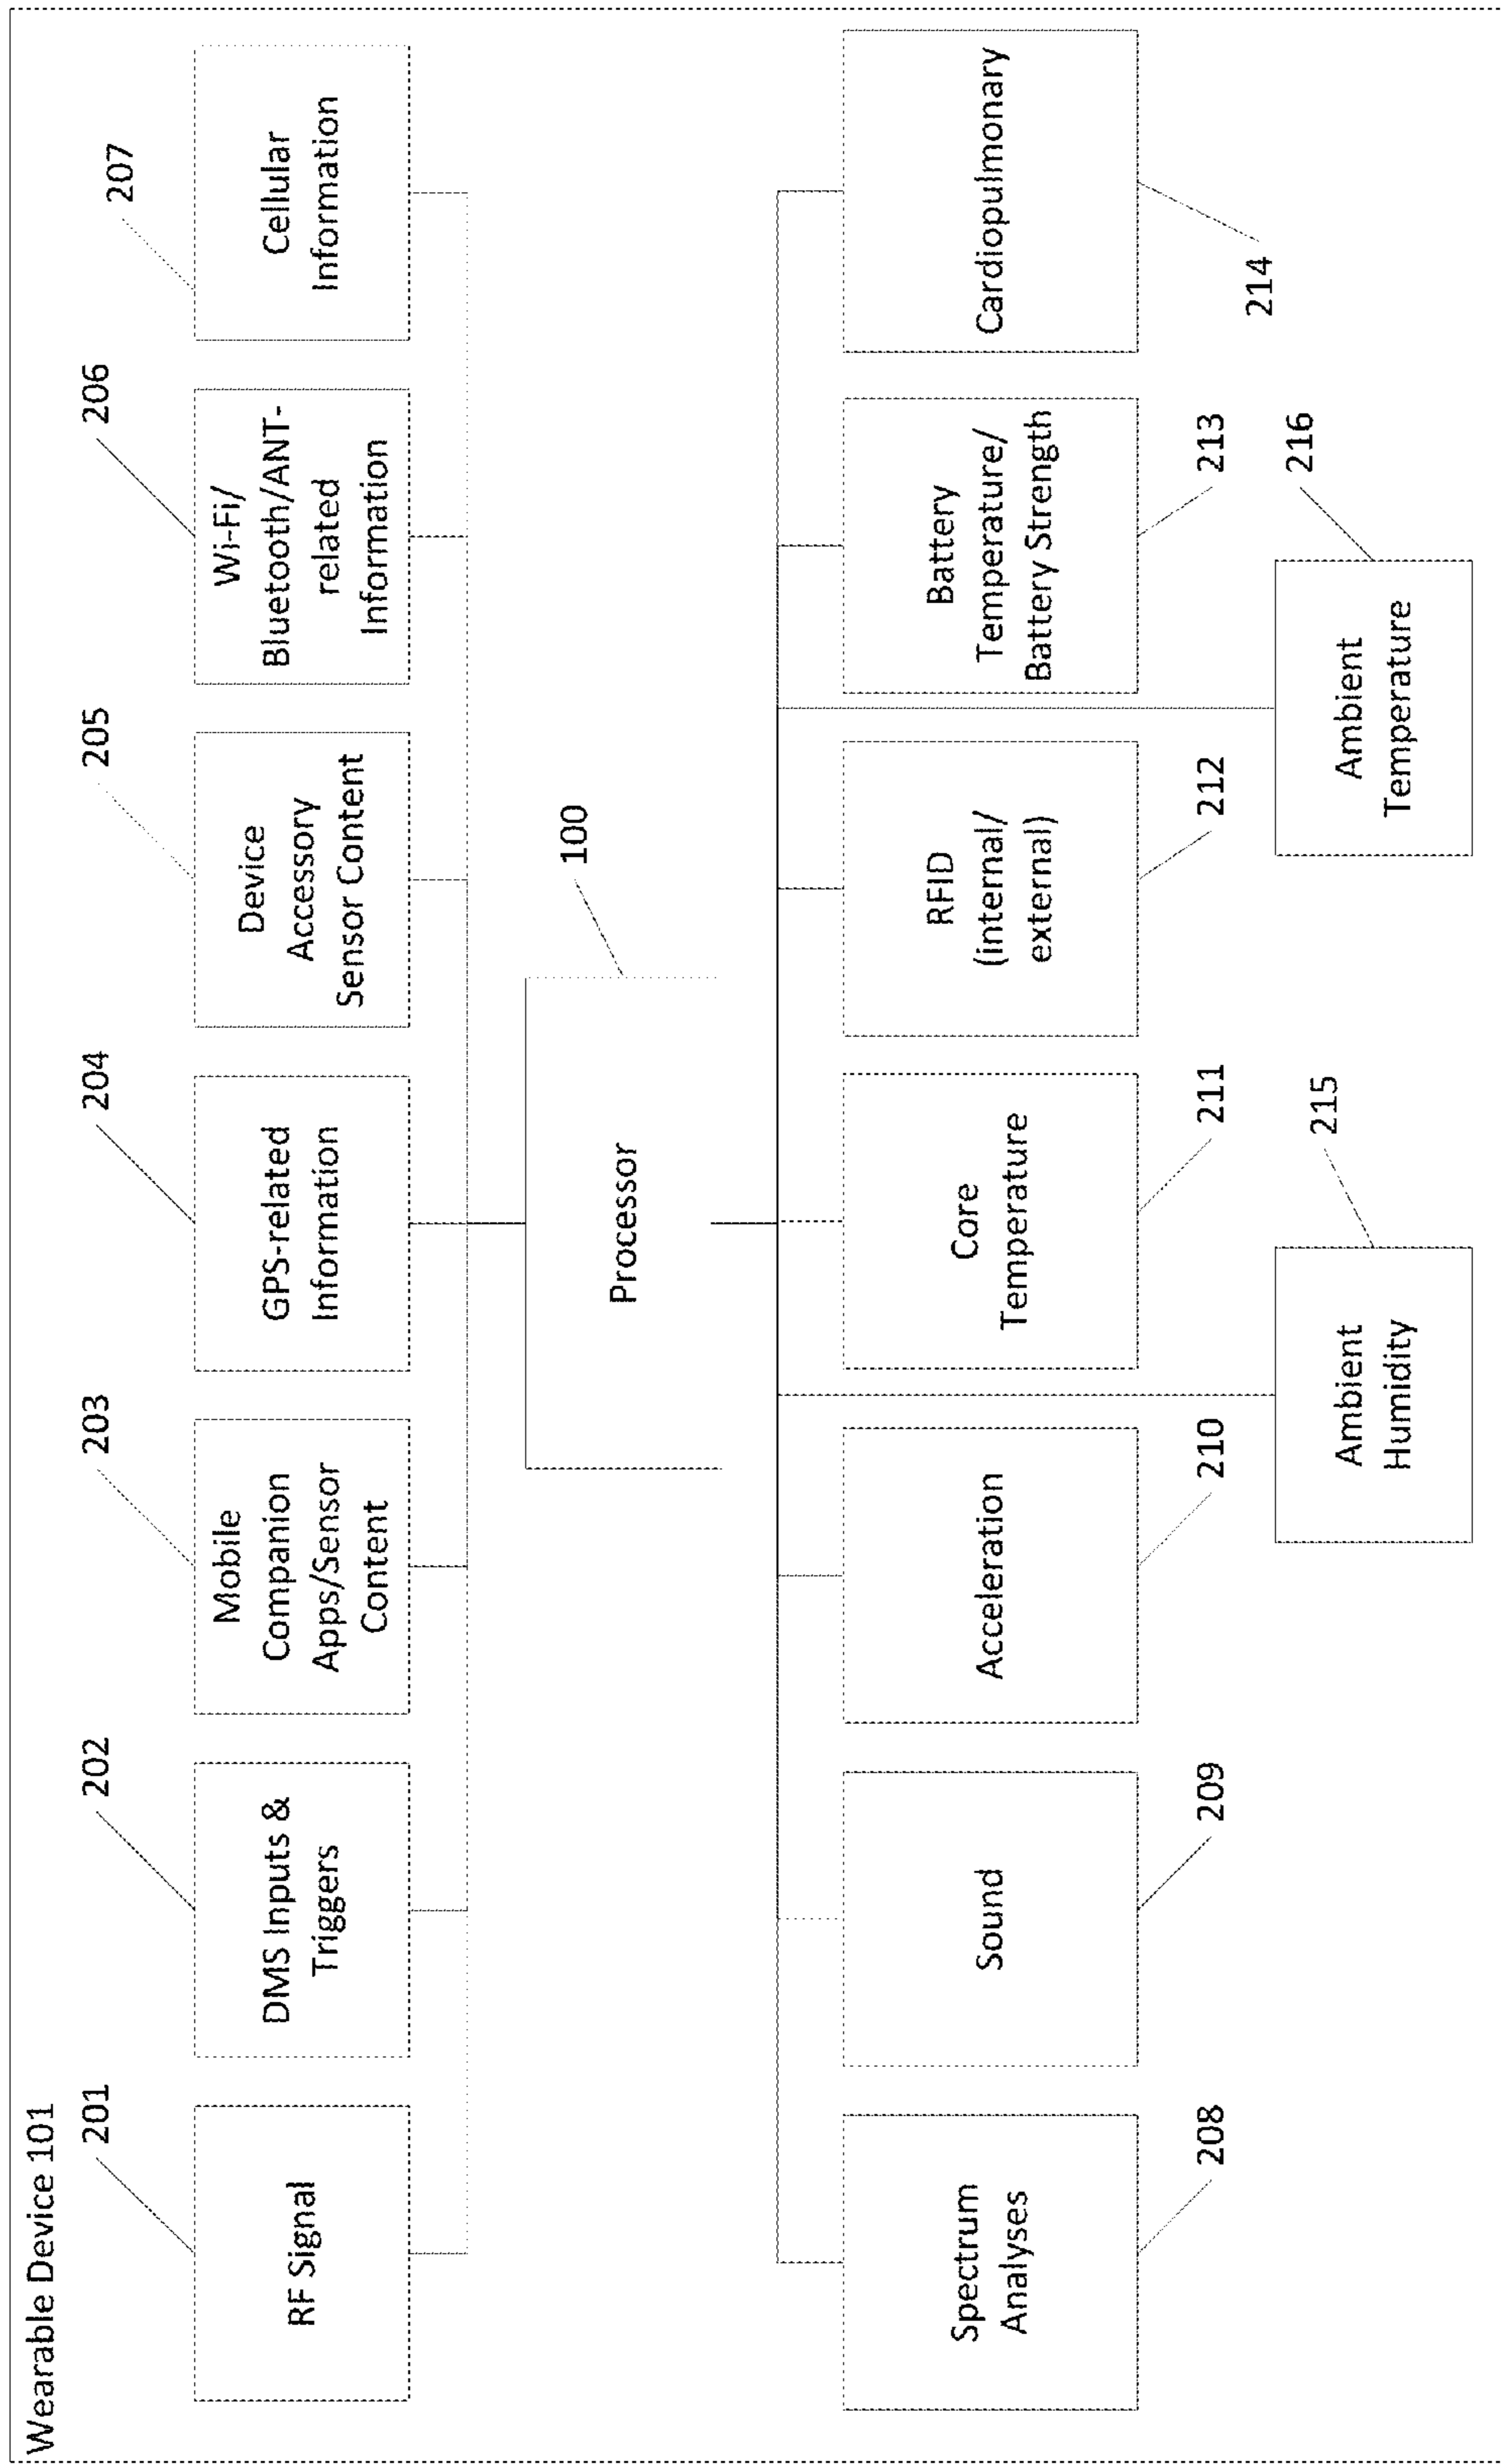 Wearable Device 101
201
202
203
204
205
206
207
RF Signal
DMS Inputs &
Triggers
Mobile
Companion
Apps/Sensor
Content
GPS-related
Information
Device
Accessory
Sensor Content
Wi-Fi/
Bluetooth/ANT-
related
Information
Cellular
Information
Processor
100
Spectrum
Analyses
Sound
Acceleration
Core
Temperature
RFID
(internal/
external)
Battery
Temperature/
Battery Strength
Cardiopulmonary
208
209
210
211
212
213
214
215
216
Ambient
Humidity
Ambient
Temperature